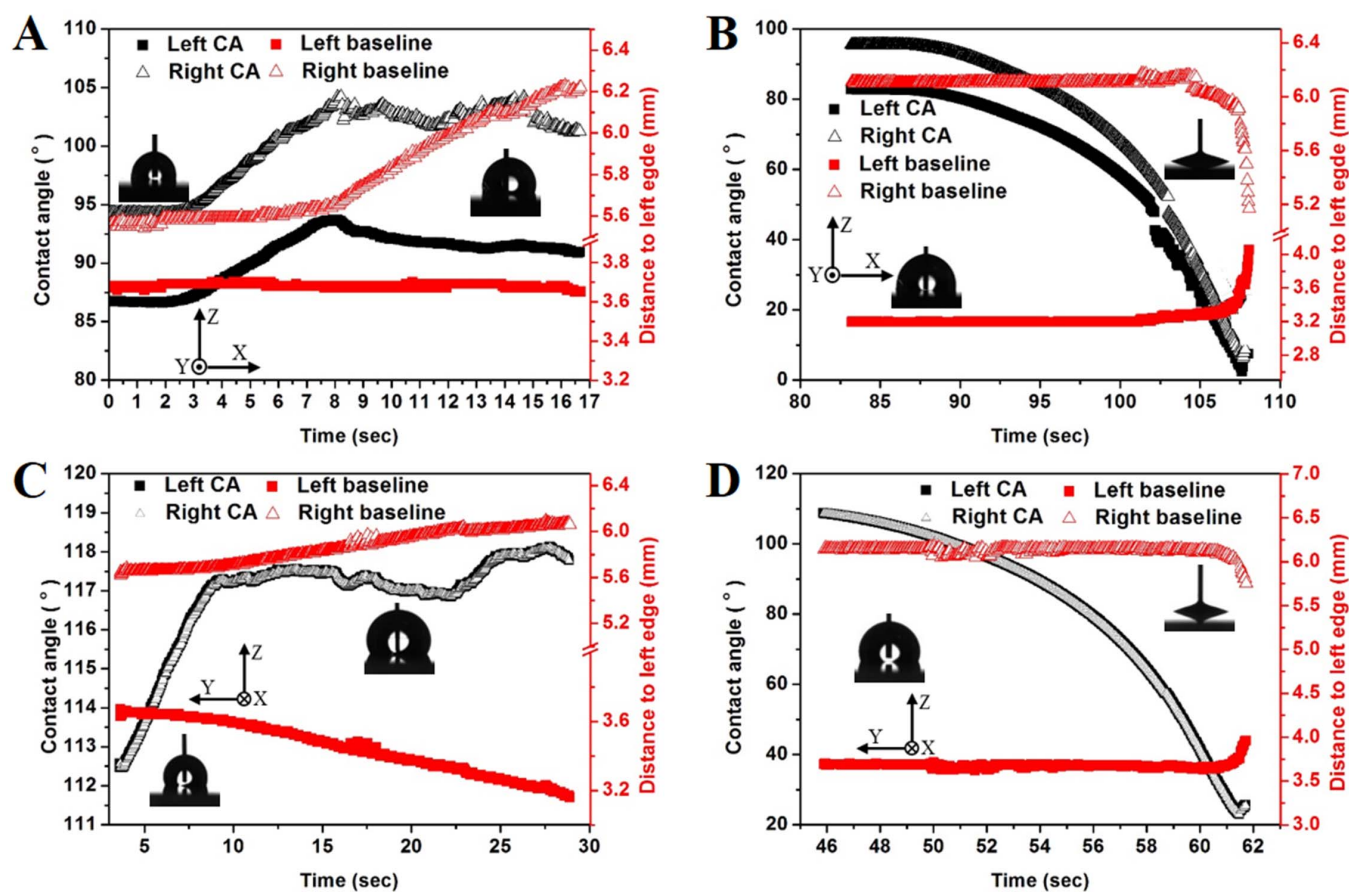 A
Left CA Left baseline
Right CA Right baseline
110
105
100
95
90
85
80
Contact angle ( ° )
6.4
6.2
6.0
5.8
5.6
3.8
3.6
3.4
3.2
Distance to left egde (mm)
Z
Y X
0 1 2 3 4 5 6 7 8 9 10 11 12 13 14 15 16 17
Time (sec)
B
100
80
60
40
20
0
Contact angle ( ° )
Left CA
Right CA
Left baseline
Right baseline
6.4
6.0
5.6
5.2
4.0
3.6
3.2
2.8
Distance to left edge (mm)
Z
Y X
80 85 90 95 100 105 110
Time (sec)
C
Left CA Left baseline
Right CA Right baseline
120
119
118
117
116
115
114
113
112
111
Contact angle ( ° )
6.4
6.0
5.6
5.2
3.6
3.2
Distance to left edge (mm)
Z
Y X
5 10 15 20 25 30
Time (sec)
D
Left CA Left baseline
Right CA Right baseline
120
100
80
60
40
20
Contact angle ( ° )
7.0
6.5
6.0
5.5
5.0
4.5
4.0
3.5
3.0
Distance to left edge (mm)
Z
Y X
46 48 50 52 54 56 58 60 62
Time (sec)